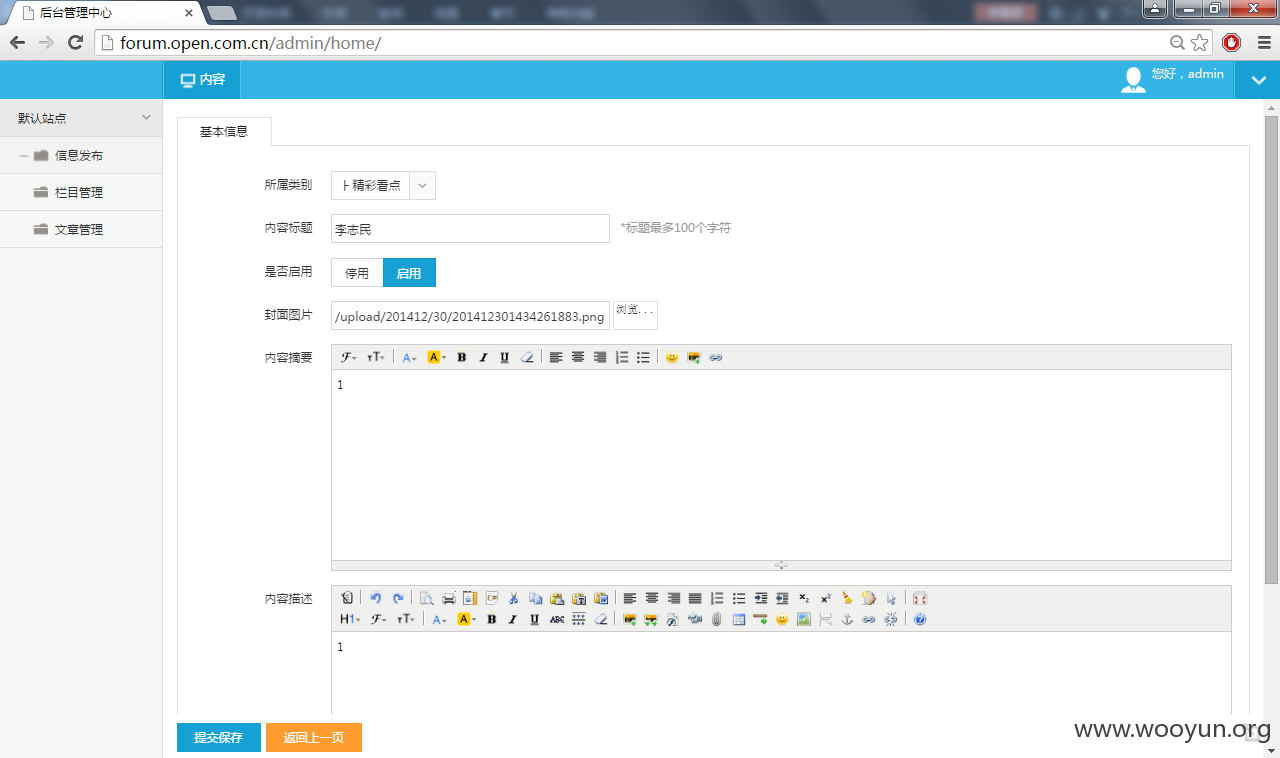 后台管理中心
forum.open.com.cn/admin/home/
内容
您好，admin
默认站点
信息发布
栏目管理
文章管理
基本信息
所属类别
├ 精彩看点
内容标题
李志民
*标题最多100个字符
是否启用
停用
启用
封面图片
/upload/201412/30/201412301434261883.png
浏览...
内容摘要
1
内容描述
1
提交保存
返回上一页
www.wooyun.org